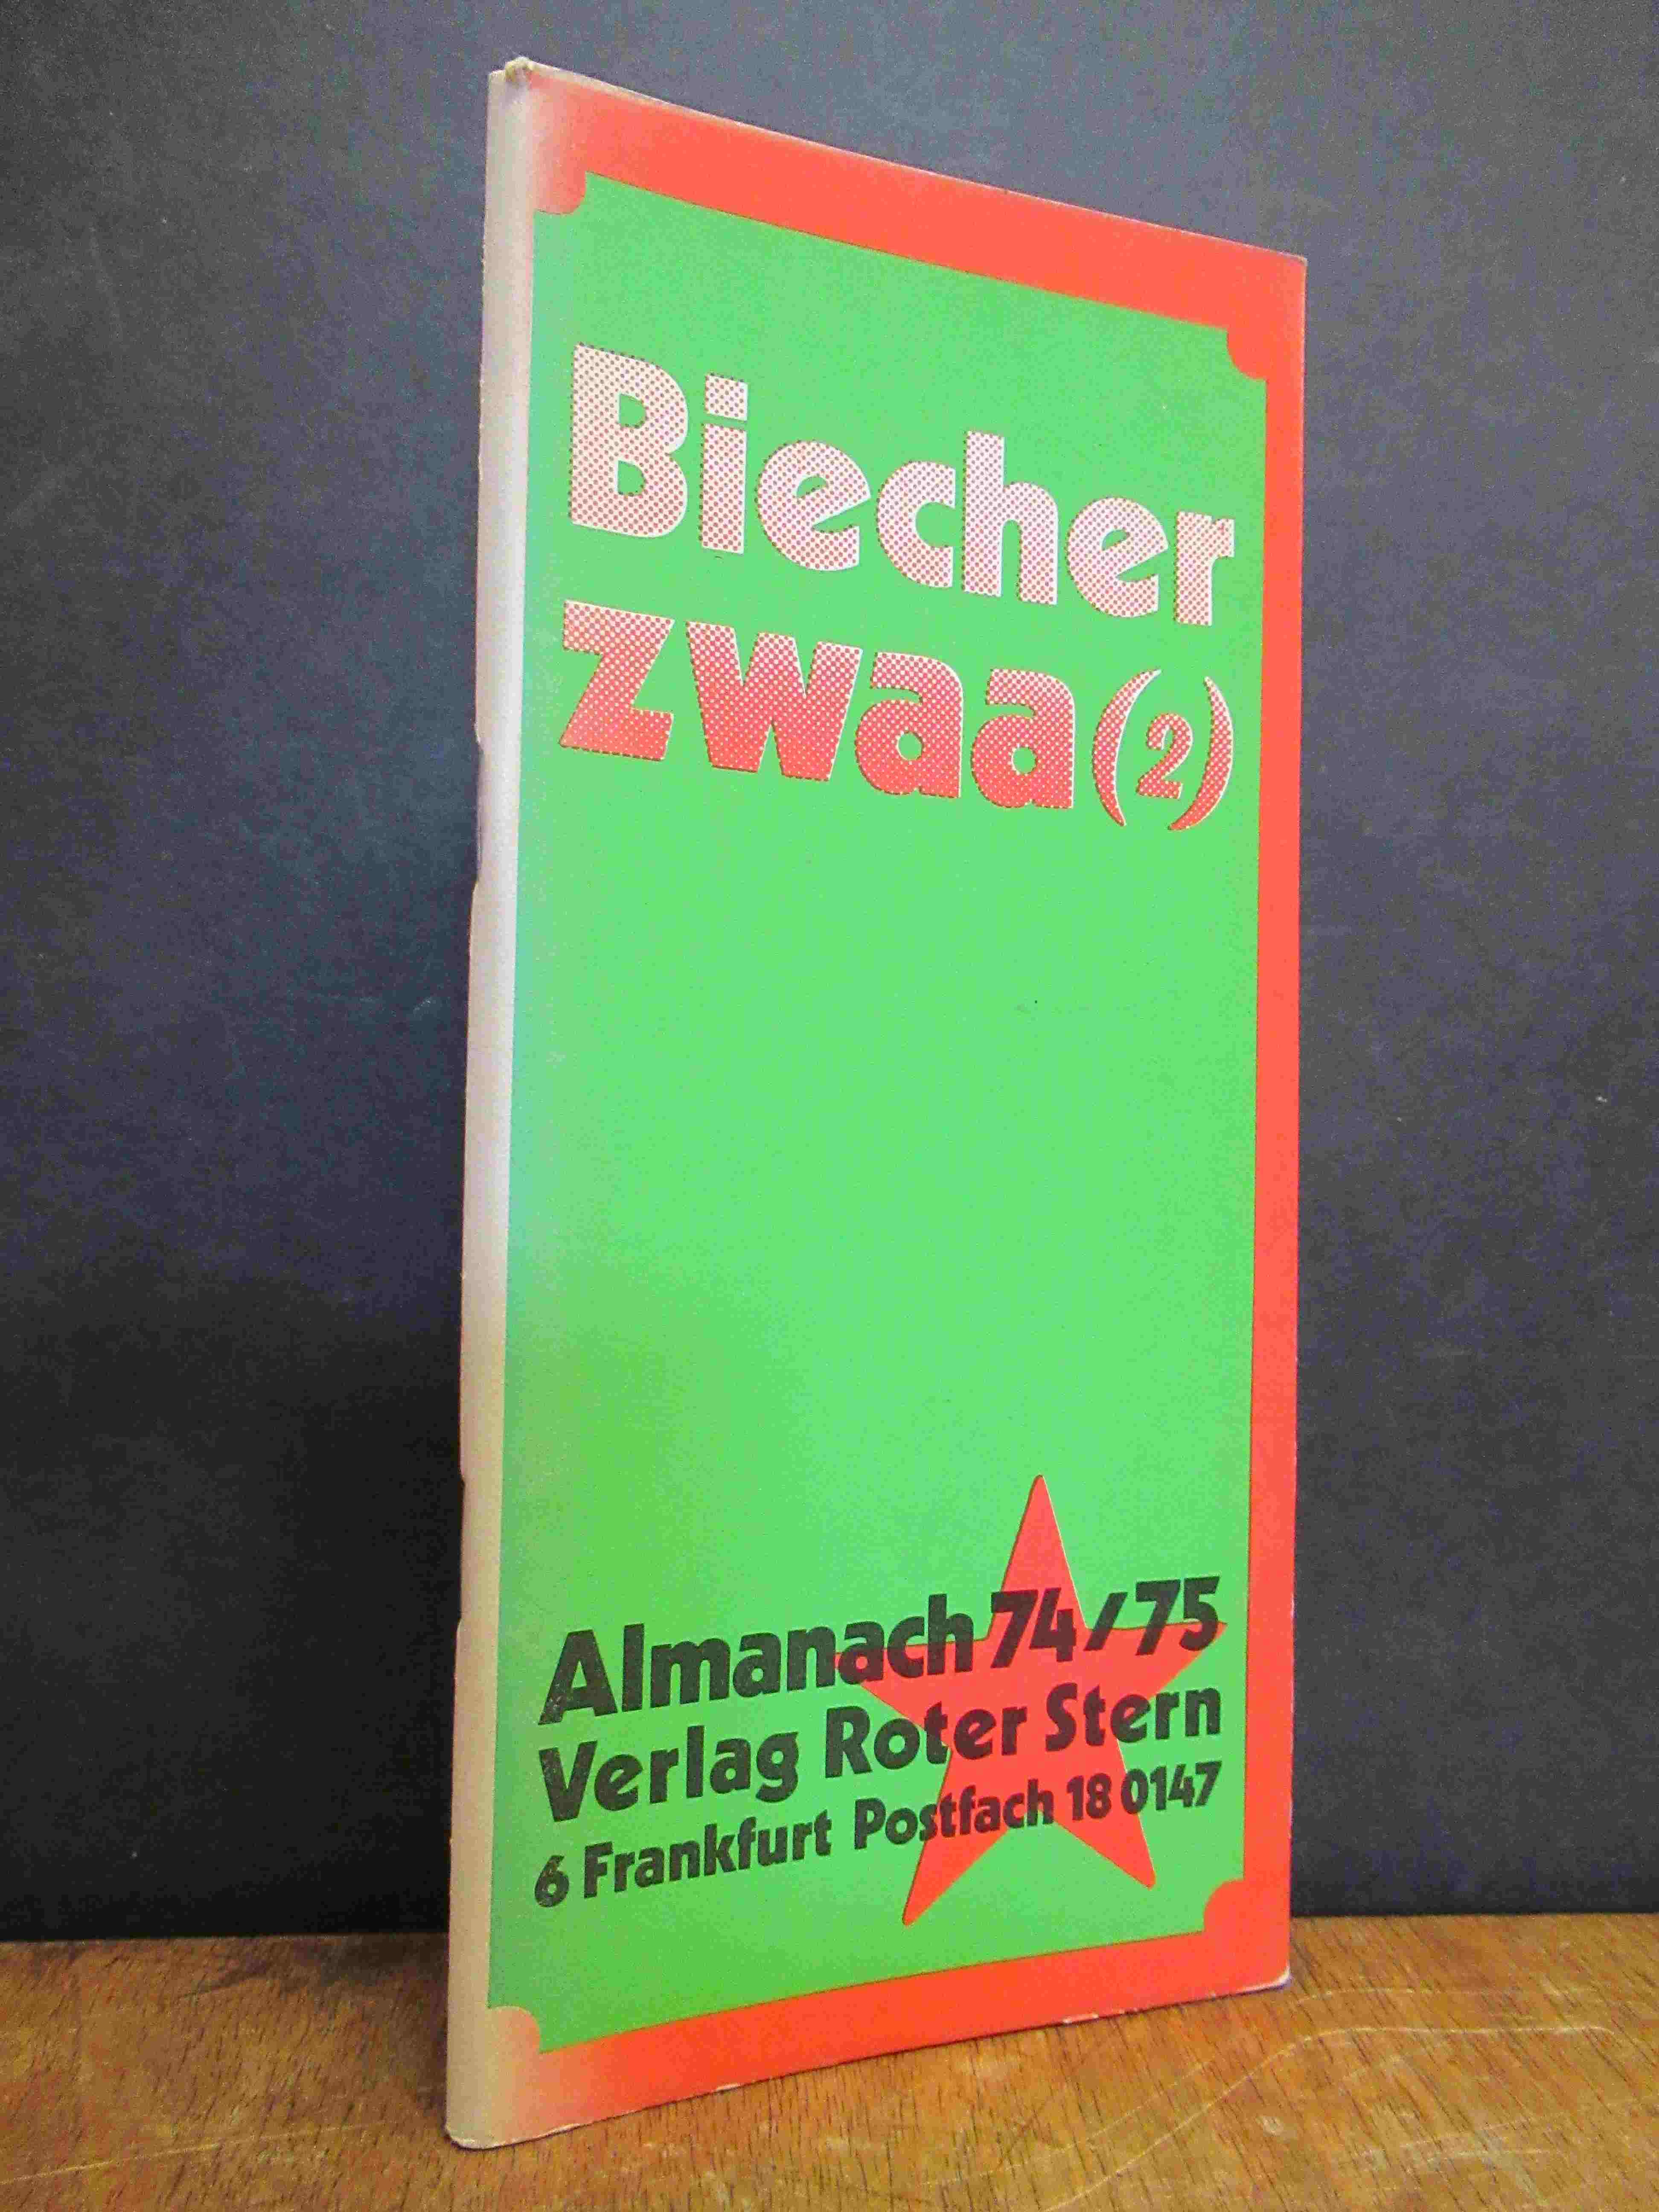 Biecher
zwaa (2)
Almanach 74/75
Verlag Roter Stern
6 Frankfurt Postfach 18 0147